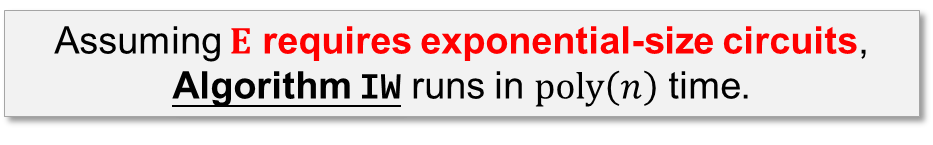 Assuming E requires exponential-size circuits,
Algorithm IW runs in poly(n) time.